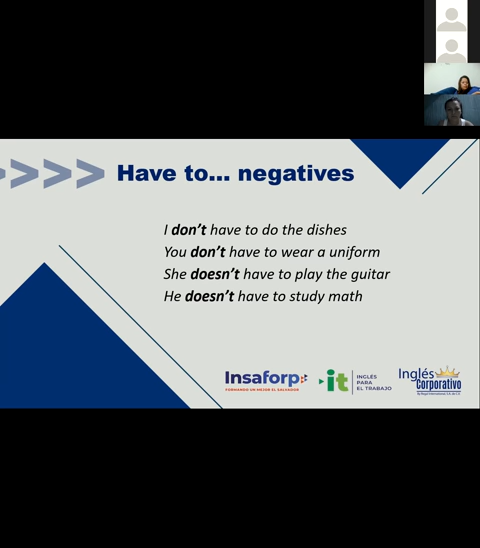 >>>> Have to... negatives
I don't have to do the dishes
You don't have to wear a uniform
She doesn't have to play the guitar
He doesn't have to study math
Insaforp
FORMANDO UN MEJOR EL SALVADOR
it
INGLÉS
PARA
EL TRABAJO
Inglés
Corporativo